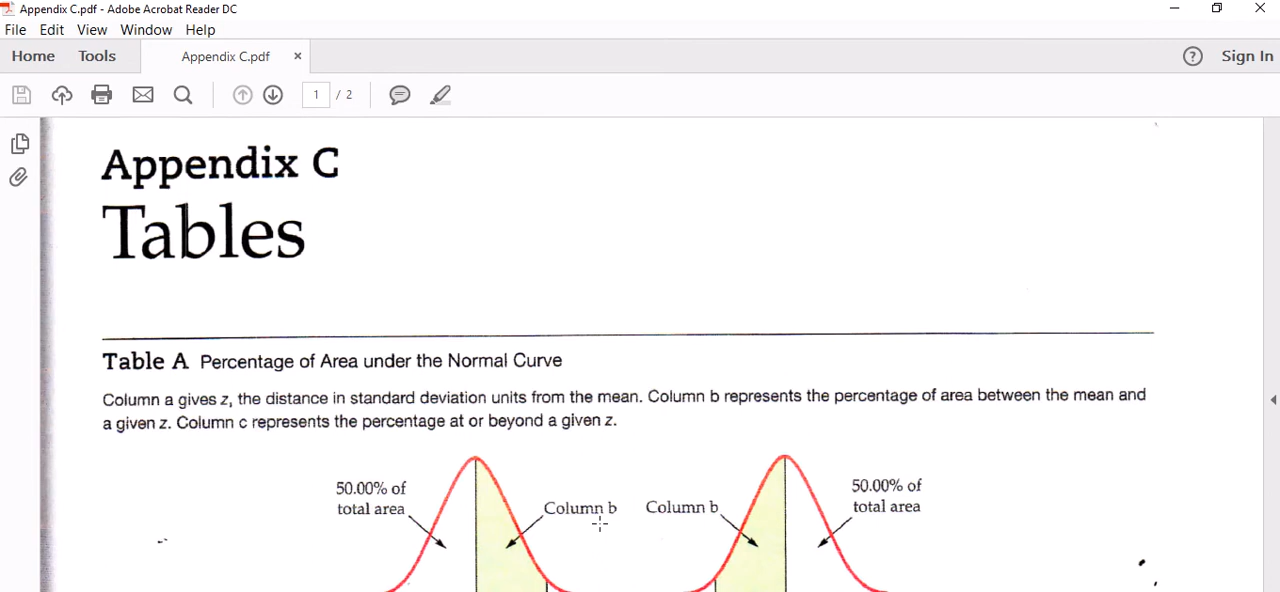 Appendix C.pdf - Adobe Acrobat Reader DC
File Edit View Window Help
Home Tools Appendix C.pdf × ? Sign In
1 / 2
Appendix C
Tables
Table A Percentage of Area under the Normal Curve
Column a gives z, the distance in standard deviation units from the mean. Column b represents the percentage of area between the mean and
a given z. Column c represents the percentage at or beyond a given z.
50.00% of
total area
Column b
Column b
50.00% of
total area